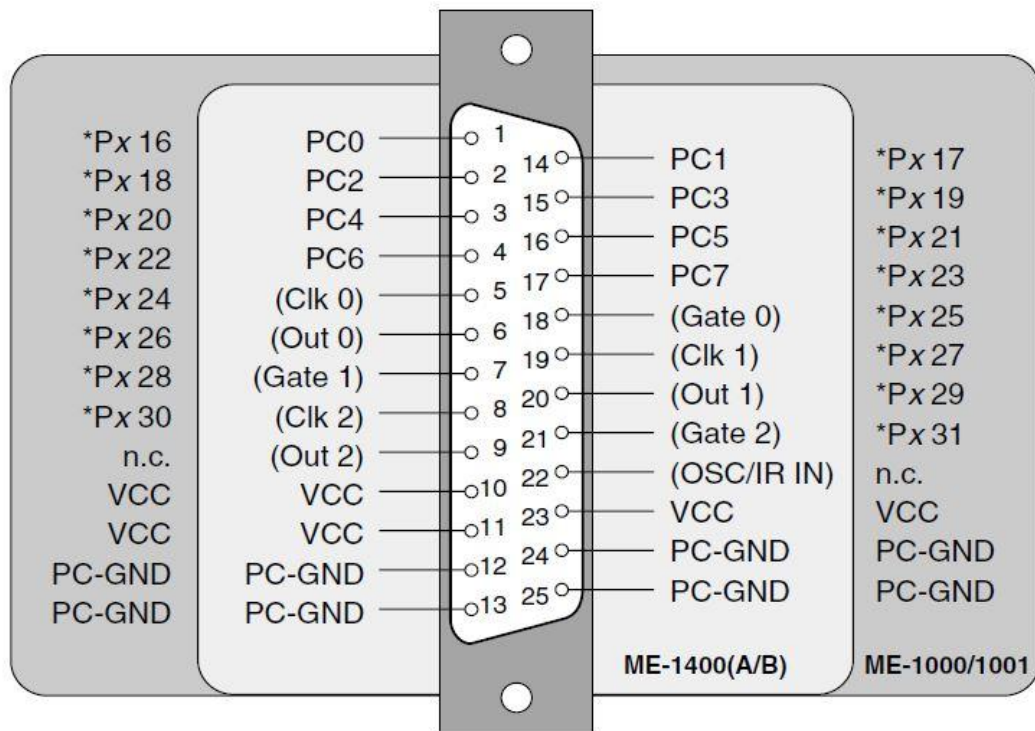 *Px 16 PC0 1
14 PC1 *Px 17
*Px 18 PC2 2
15 PC3 *Px 19
*Px 20 PC4 3
16 PC5 *Px 21
*Px 22 PC6 4
17 PC7 *Px 23
*Px 24 (Clk 0) 5
18 (Gate 0) *Px 25
*Px 26 (Out 0) 6
19 (Clk 1) *Px 27
*Px 28 (Gate 1) 7
20 (Out 1) *Px 29
*Px 30 (Clk 2) 8
21 (Gate 2) *Px 31
n.c. (Out 2) 9
22 (OSC/IR IN) n.c.
VCC VCC 10
23 VCC VCC
VCC VCC 11
24 PC-GND PC-GND
PC-GND PC-GND 12
25 PC-GND PC-GND
PC-GND PC-GND 13
ME-1400(A/B) ME-1000/1001